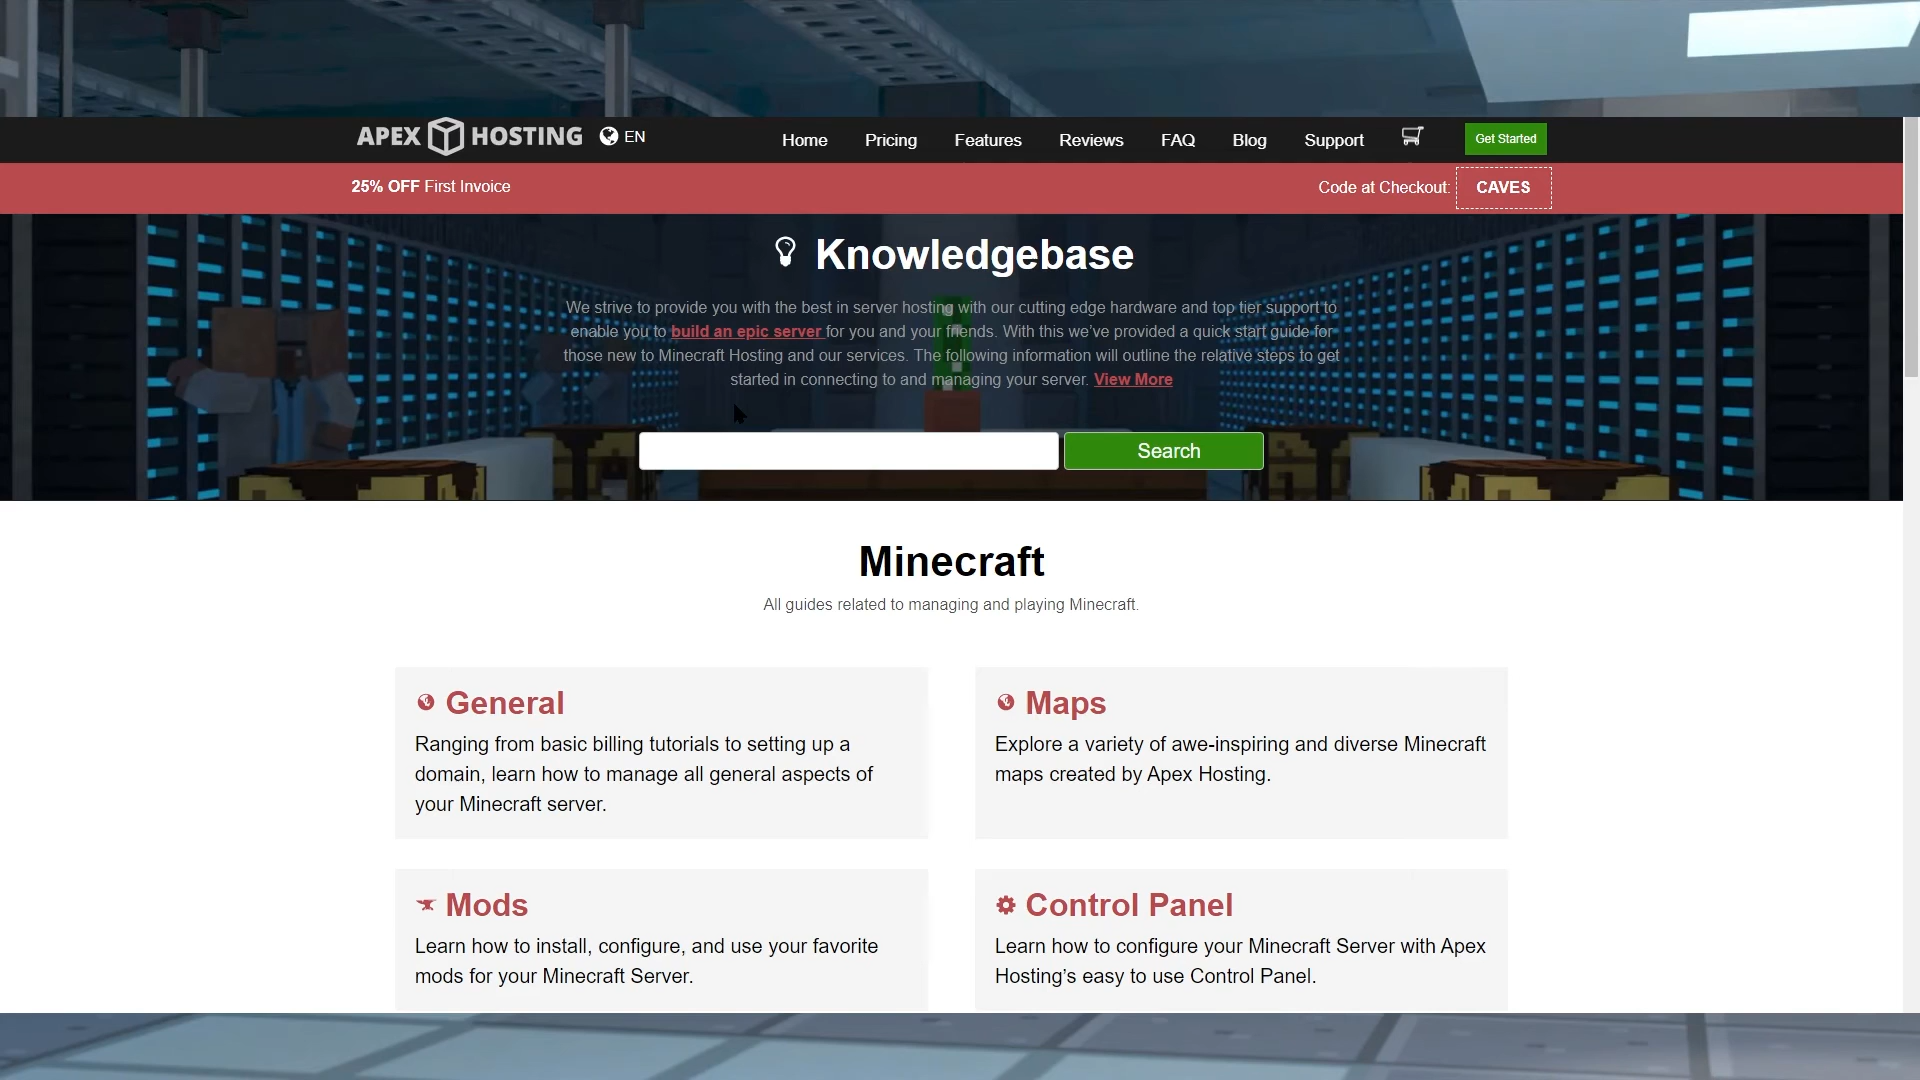 APEX HOSTING EN Home Pricing Features Reviews FAQ Blog Support Get Started
25% OFF First Invoice Code at Checkout: CAVES
Knowledgebase
We strive to provide you with the best in server hosting with our cutting edge hardware and top tier support to
enable you to build an epic server for you and your friends. With this we've provided a quick start guide for
those new to Minecraft Hosting and our services. The following information will outline the relative steps to get
started in connecting to and managing your server. View More
Search
Minecraft
All guides related to managing and playing Minecraft.
General
Ranging from basic billing tutorials to setting up a
domain, learn how to manage all general aspects of
your Minecraft server.
Maps
Explore a variety of awe-inspiring and diverse Minecraft
maps created by Apex Hosting.
Mods
Learn how to install, configure, and use your favorite
mods for your Minecraft Server.
Control Panel
Learn how to configure your Minecraft Server with Apex
Hosting's easy to use Control Panel.